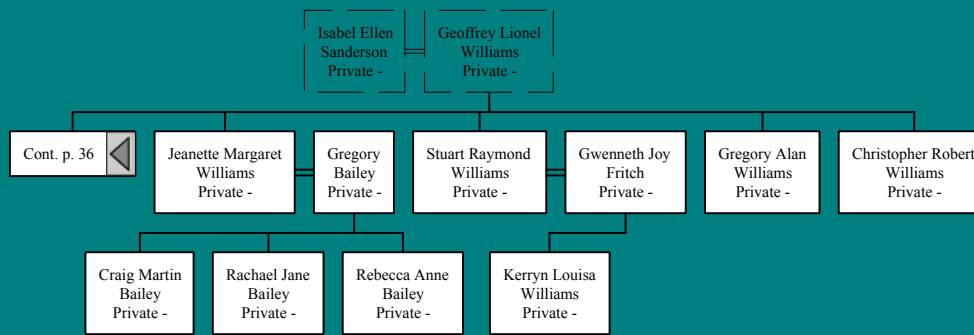 Isabel Ellen
Sanderson
Private -
Geoffrey Lionel
Williams
Private -
Cont. p. 36
Jeanette Margaret
Williams
Private -
Gregory
Bailey
Private -
Stuart Raymond
Williams
Private -
Gwenneth Joy
Fritch
Private -
Gregory Alan
Williams
Private -
Christopher Robert
Williams
Private -
Craig Martin
Bailey
Private -
Rachael Jane
Bailey
Private -
Rebecca Anne
Bailey
Private -
Kerryn Louisa
Williams
Private -